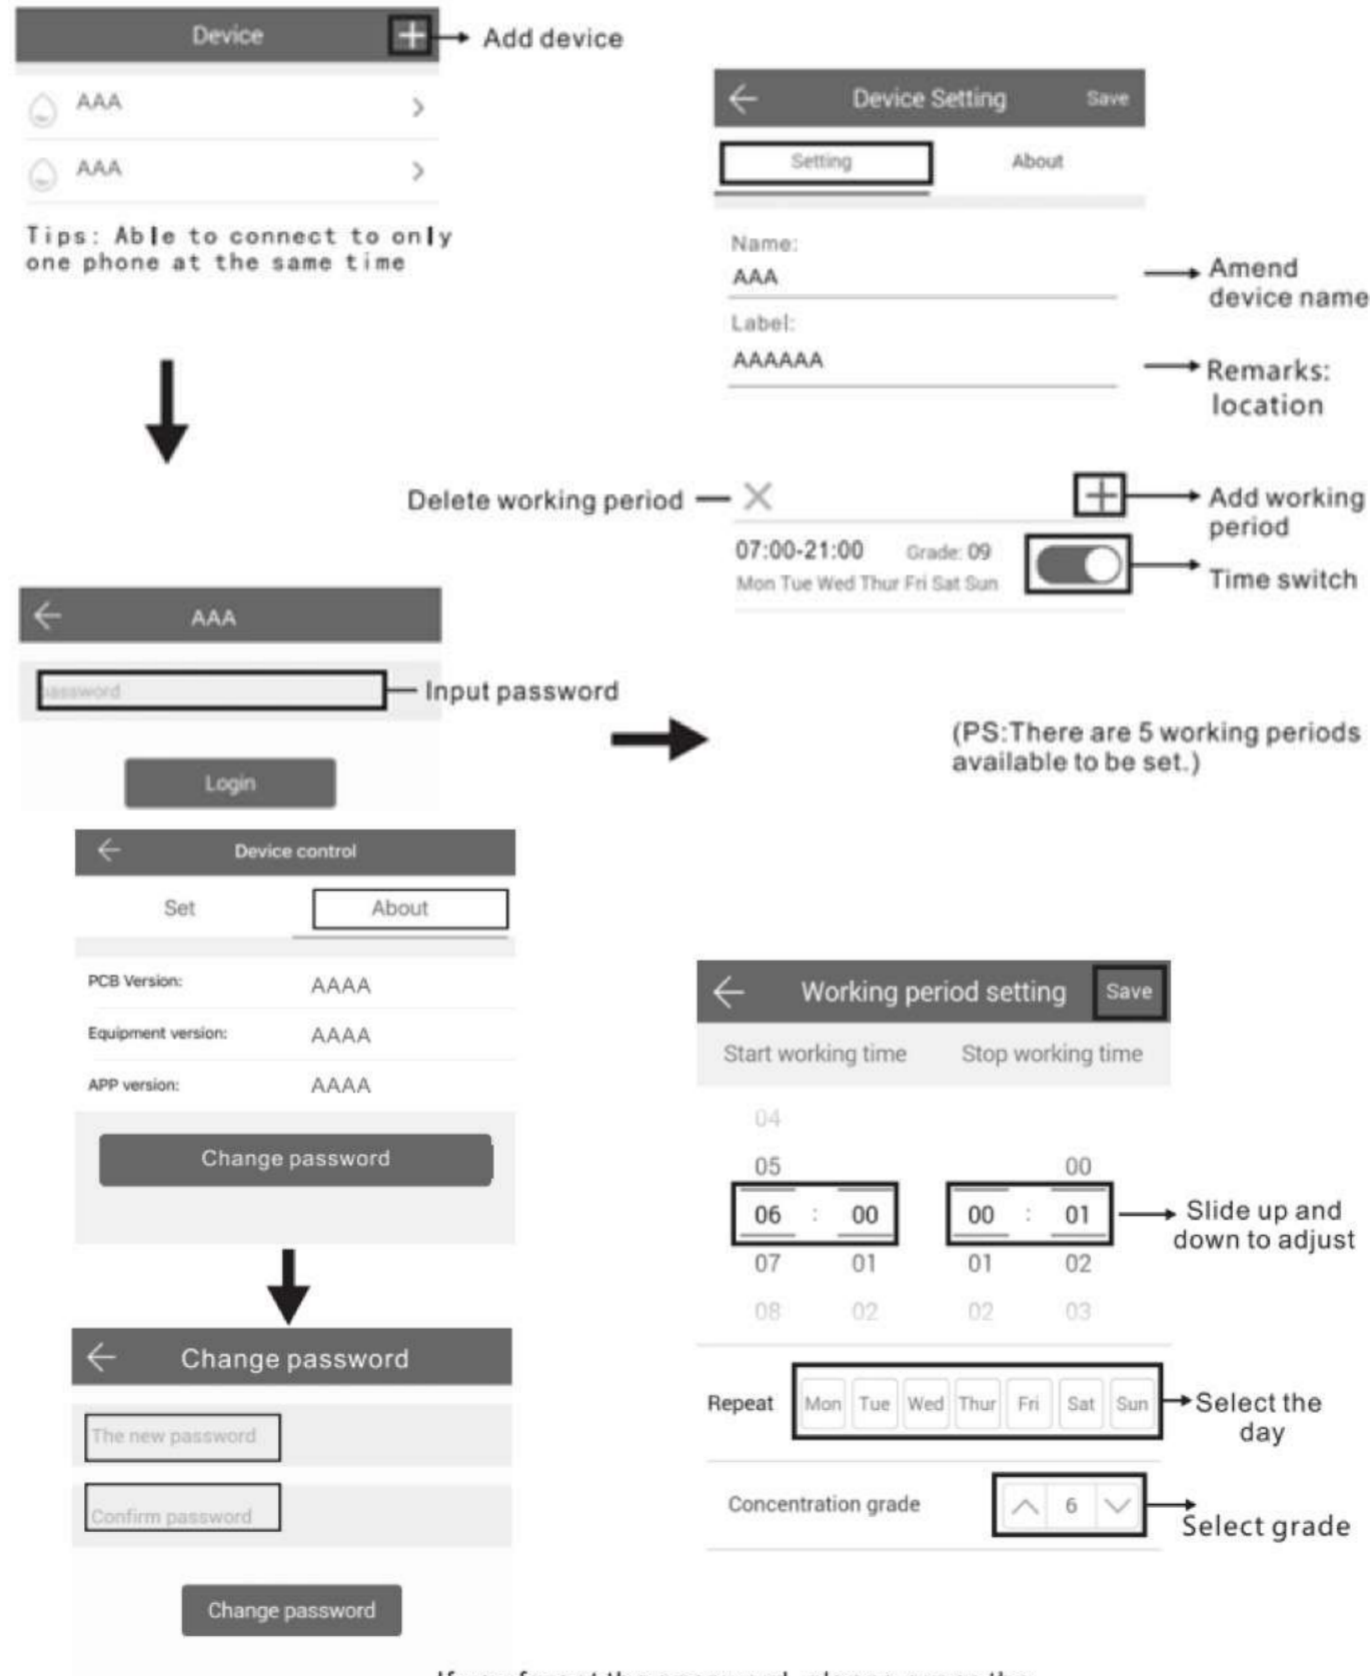 Device
Add device
AAA
AAA
Tips: Able to connect to only
one phone at the same time
Device Setting Save
Setting About
Name:
AAA
Amend
device name
Label:
AAAAAA
Remarks:
location
Delete working period
Add working
period
07:00-21:00 Grade: 09
Mon Tue Wed Thur Fri Sat Sun
Time switch
AAA
password
Input password
Login
(PS:There are 5 working periods
available to be set.)
Device control
Set About
PCB Version: AAAA
Equipment version: AAAA
APP version: AAAA
Change password
Change password
The new password
Confirm password
Change password
Working period setting Save
Start working time Stop working time
04
05 00
06 : 00 00 : 01
07 01 01 02
08 02 02 03
Slide up and
down to adjust
Repeat Mon Tue Wed Thur Fri Sat Sun
Select the
day
Concentration grade 6
Select grade